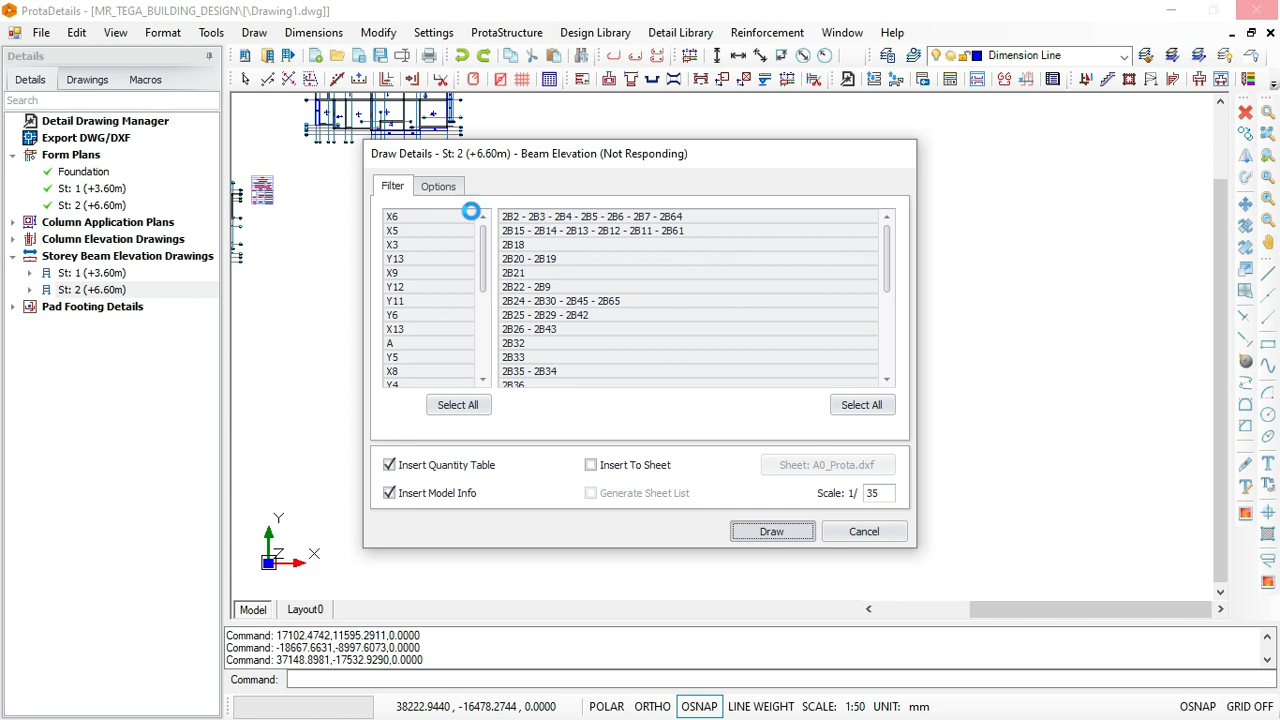 ProtaDetails - [MR_TEGA_BUILDING_DESIGN\[\Drawing1.dwg]]
File Edit View Format Tools Draw Dimensions Modify Settings ProtaStructure Design Library Detail Library Reinforcement Window Help
Details
Dimension Line
Details Drawings Macros
Search
Detail Drawing Manager
Export DWG/DXF
Form Plans
Foundation
St: 1 (+3.60m)
St: 2 (+6.60m)
Column Application Plans
Column Elevation Drawings
Storey Beam Elevation Drawings
St: 1 (+3.60m)
St: 2 (+6.60m)
Pad Footing Details
Draw Details - St: 2 (+6.60m) - Beam Elevation (Not Responding)
Filter Options
X6 2B2 - 2B3 - 2B4 - 2B5 - 2B6 - 2B7 - 2B64
X5 2B15 - 2B14 - 2B13 - 2B12 - 2B11 - 2B61
X3 2B18
Y13 2B20 - 2B19
X9 2B21
Y12 2B22 - 2B9
Y11 2B24 - 2B30 - 2B45 - 2B65
Y6 2B25 - 2B29 - 2B42
X13 2B26 - 2B43
A 2B32
Y5 2B33
X8 2B35 - 2B34
Y4 2B36
Select All Select All
Insert Quantity Table Insert To Sheet Sheet: A0_Prota.dxf
Insert Model Info Generate Sheet List Scale: 1/ 35
Draw Cancel
Y
Z X
Model Layout0
Command: 17102.4742,11595.2911,0.0000
Command: -18667.6631,-8997.6073,0.0000
Command: 37148.8981,-17532.9290,0.0000
Command:
38222.9440 , -16478.2744 , 0.0000 POLAR ORTHO OSNAP LINE WEIGHT SCALE: 1:50 UNIT: mm OSNAP GRID OFF